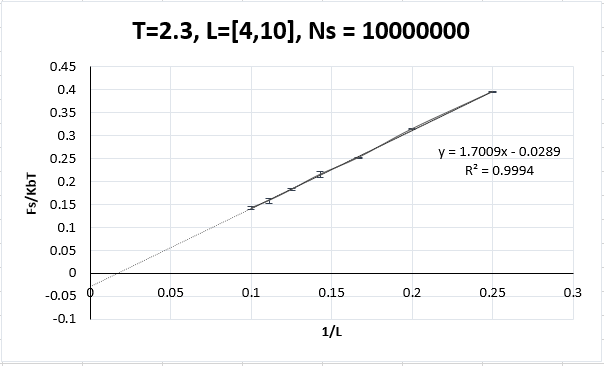 T=2.3, L=[4,10], Ns = 10000000
0.45
0.4
0.35
0.3
0.25
0.2
0.15
0.1
0.05
0
-0.05
-0.1
Fs/KbT
y = 1.7009x - 0.0289
R² = 0.9994
0 0.05 0.1 0.15 0.2 0.25 0.3
1/L